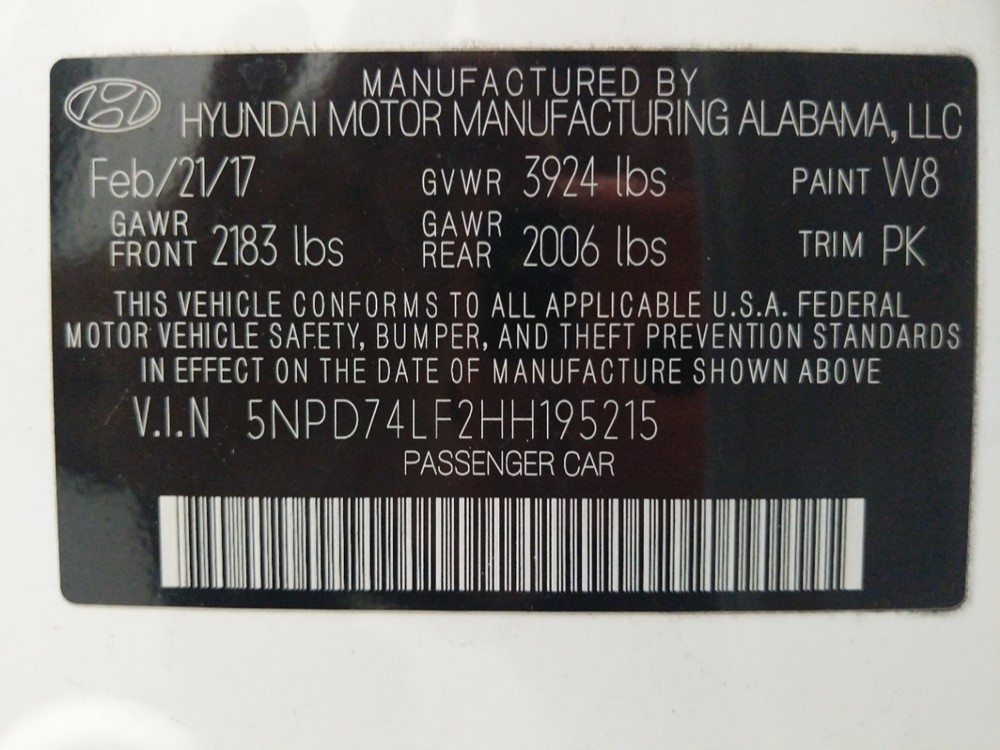 MANUFACTURED BY
HYUNDAI MOTOR MANUFACTURING ALABAMA, LLC
Feb/21/17 GVWR 3924 lbs PAINT W8
GAWR FRONT 2183 lbs GAWR REAR 2006 lbs TRIM PK
THIS VEHICLE CONFORMS TO ALL APPLICABLE U.S.A. FEDERAL
MOTOR VEHICLE SAFETY, BUMPER, AND THEFT PREVENTION STANDARDS
IN EFFECT ON THE DATE OF MANUFACTURE SHOWN ABOVE
V.I.N 5NPD74LF2HH195215
PASSENGER CAR